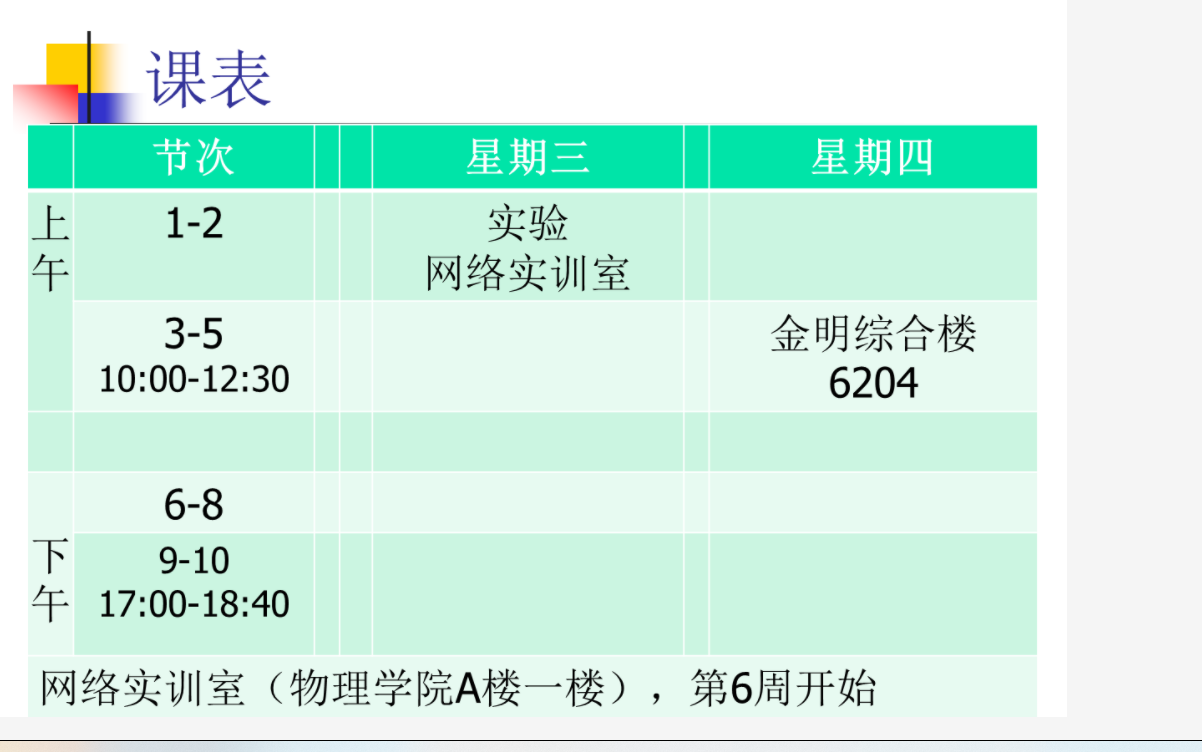 课表
节次 星期三 星期四
上午 1-2 实验
网络实训室
3-5 金明综合楼
10:00-12:30 6204
6-8
下午 9-10
17:00-18:40
网络实训室（物理学院A楼一楼），第6周开始